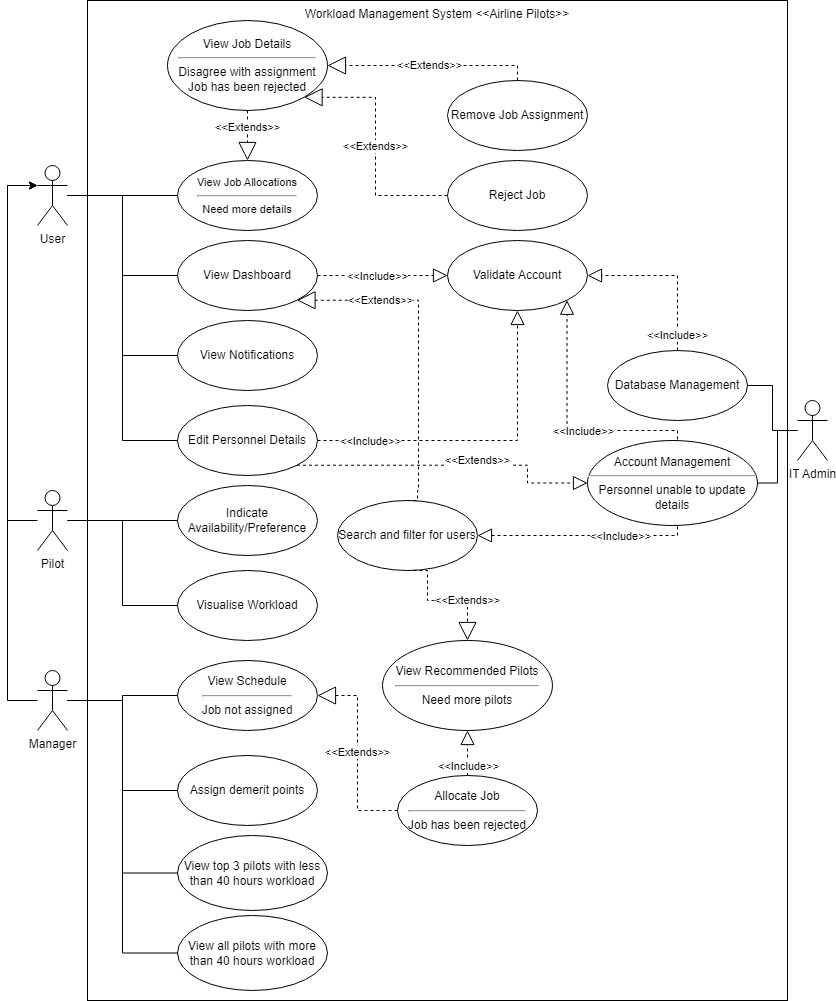 Workload Management System <<Airline Pilots>>
View Job Details
Disagree with assignment
Job has been rejected
<<Extends>>
Remove Job Assignment
<<Extends>>
<<Extends>>
View Job Allocations
Need more details
Reject Job
User
View Dashboard
<<Include>>
Validate Account
<<Extends>>
<<Include>>
View Notifications
Database Management
Edit Personnel Details
<<Include>>
<<Include>>
<<Extends>>
Account Management
Personnel unable to update
details
IT Admin
Indicate
Availability/Preference
Search and filter for users
<<Include>>
Pilot
Visualise Workload
<<Extends>>
View Recommended Pilots
Need more pilots
View Schedule
Job not assigned
Manager
<<Extends>>
<<Include>>
Assign demerit points
Allocate Job
Job has been rejected
View top 3 pilots with less
than 40 hours workload
View all pilots with more
than 40 hours workload